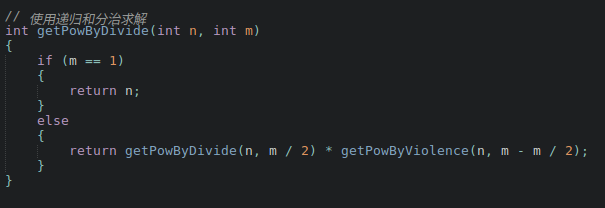 // 使用递归和分治求解
int getPowByDivide(int n, int m)
{
    if (m == 1)
    {
        return n;
    }
    else
    {
        return getPowByDivide(n, m / 2) * getPowByViolence(n, m - m / 2);
    }
}